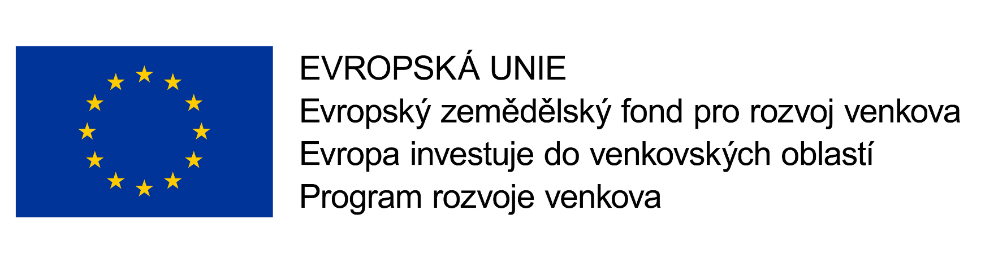 EVROPSKÁ UNIE
Evropský zemědělský fond pro rozvoj venkova
Evropa investuje do venkovských oblastí
Program rozvoje venkova